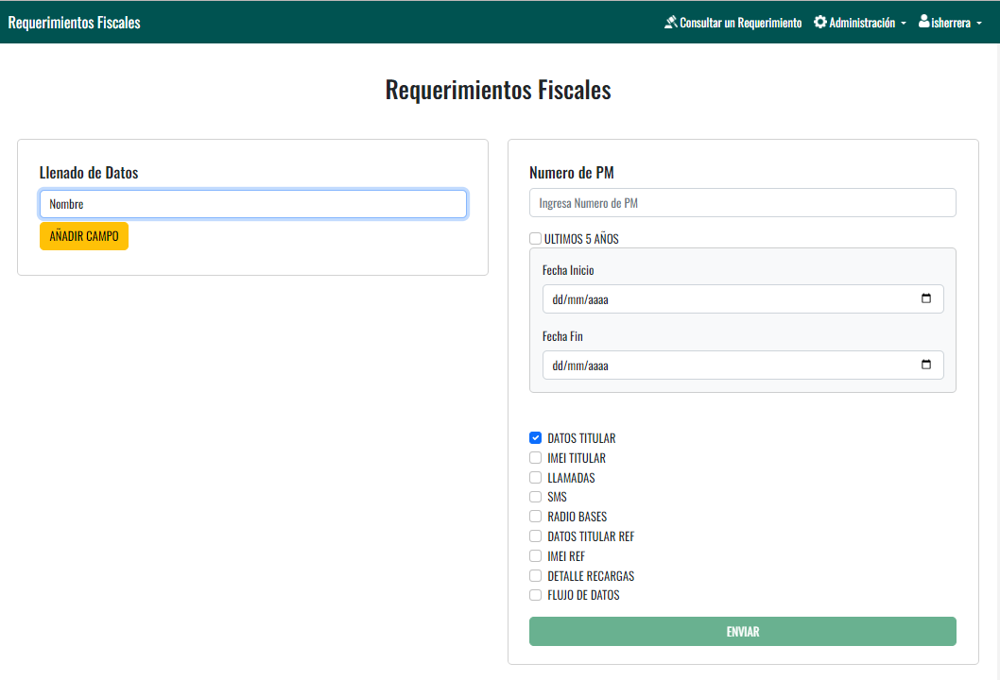 Requerimientos Fiscales
Consultar un Requerimiento
Administración
isherrera
Requerimientos Fiscales
Llenado de Datos
Nombre
AÑADIR CAMPO
Numero de PM
Ingresa Numero de PM
ULTIMOS 5 AÑOS
Fecha Inicio
dd/mm/aaaa
Fecha Fin
dd/mm/aaaa
DATOS TITULAR
IMEI TITULAR
LLAMADAS
SMS
RADIO BASES
DATOS TITULAR REF
IMEI REF
DETALLE RECARGAS
FLUJO DE DATOS
ENVIAR